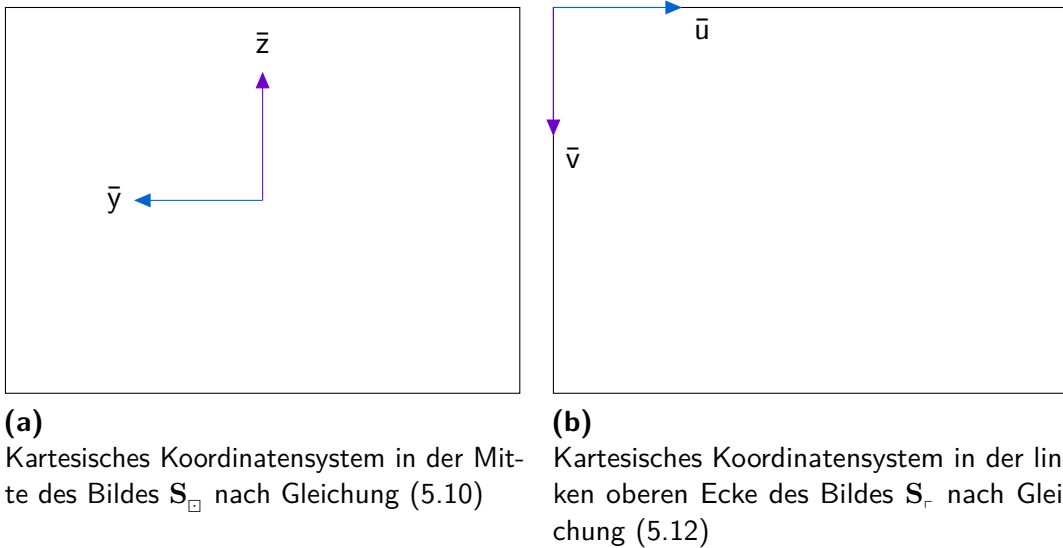 z̄
ȳ
ū
v̄
(a)
Kartesisches Koordinatensystem in der Mit-
te des Bildes S⊡ nach Gleichung (5.10)
(b)
Kartesisches Koordinatensystem in der lin-
ken oberen Ecke des Bildes S┌ nach Glei-
chung (5.12)